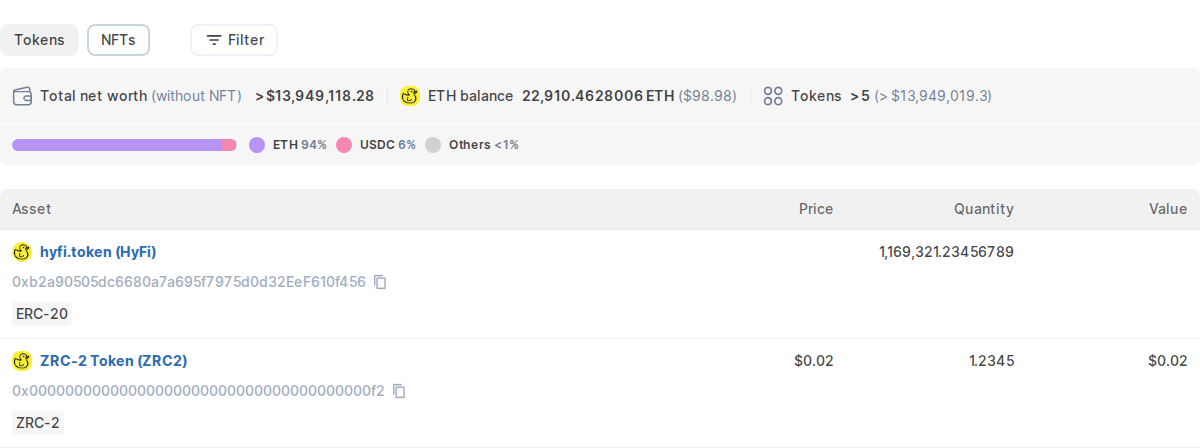 Tokens NFTs Filter
Total net worth (without NFT) >$13,949,118.28 ETH balance 22,910.4628006 ETH ($98.98) Tokens >5 (> $13,949,019.3)
ETH 94% USDC 6% Others <1%
Asset Price Quantity Value
hyfi.token (HyFi) 1,169,321.23456789
0xb2a90505dc6680a7a695f7975d0d32EeF610f456
ERC-20
ZRC-2 Token (ZRC2) $0.02 1.2345 $0.02
0x00000000000000000000000000000000000000f2
ZRC-2